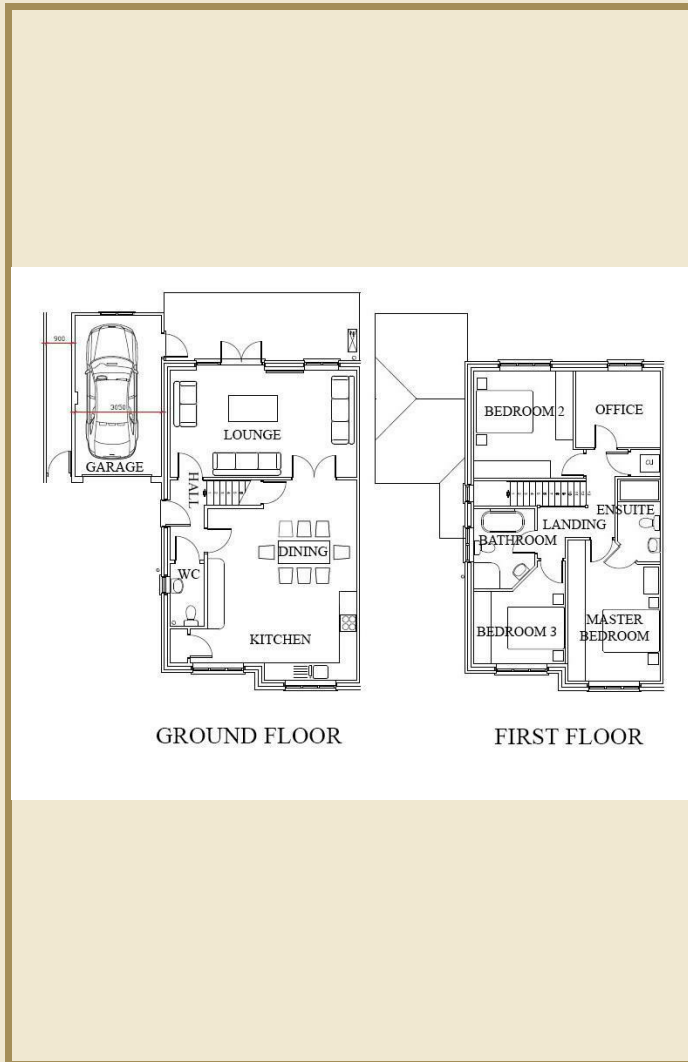 900
3050
GARAGE
LOUNGE
HALL
DINING
WC
KITCHEN
GROUND FLOOR
BEDROOM 2
OFFICE
ENSUITE
LANDING
BATHROOM
BEDROOM 3
MASTER
BEDROOM
FIRST FLOOR